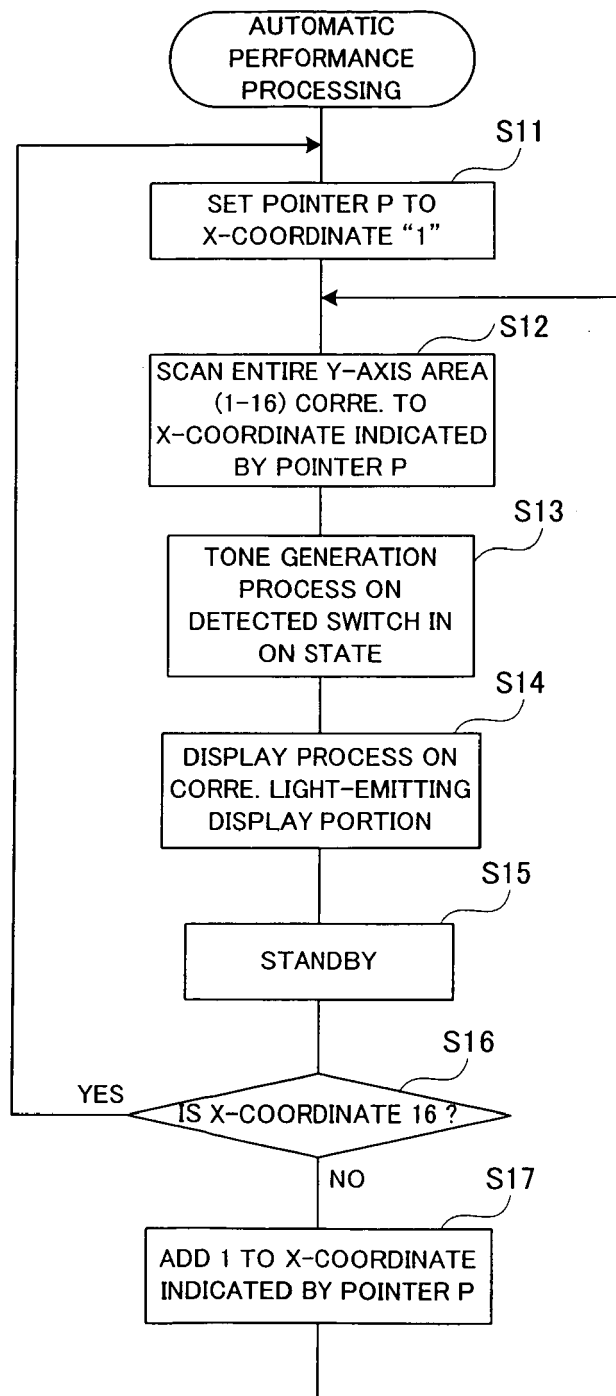 AUTOMATIC
PERFORMANCE
PROCESSING
S11
SET POINTER P TO
X-COORDINATE “1”
S12
SCAN ENTIRE Y-AXIS AREA
(1-16) CORRE. TO
X-COORDINATE INDICATED
BY POINTER P
S13
TONE GENERATION
PROCESS ON
DETECTED SWITCH IN
ON STATE
S14
DISPLAY PROCESS ON
CORRE. LIGHT-EMITTING
DISPLAY PORTION
S15
STANDBY
S16
YES
IS X-COORDINATE 16 ?
NO
S17
ADD 1 TO X-COORDINATE
INDICATED BY POINTER P